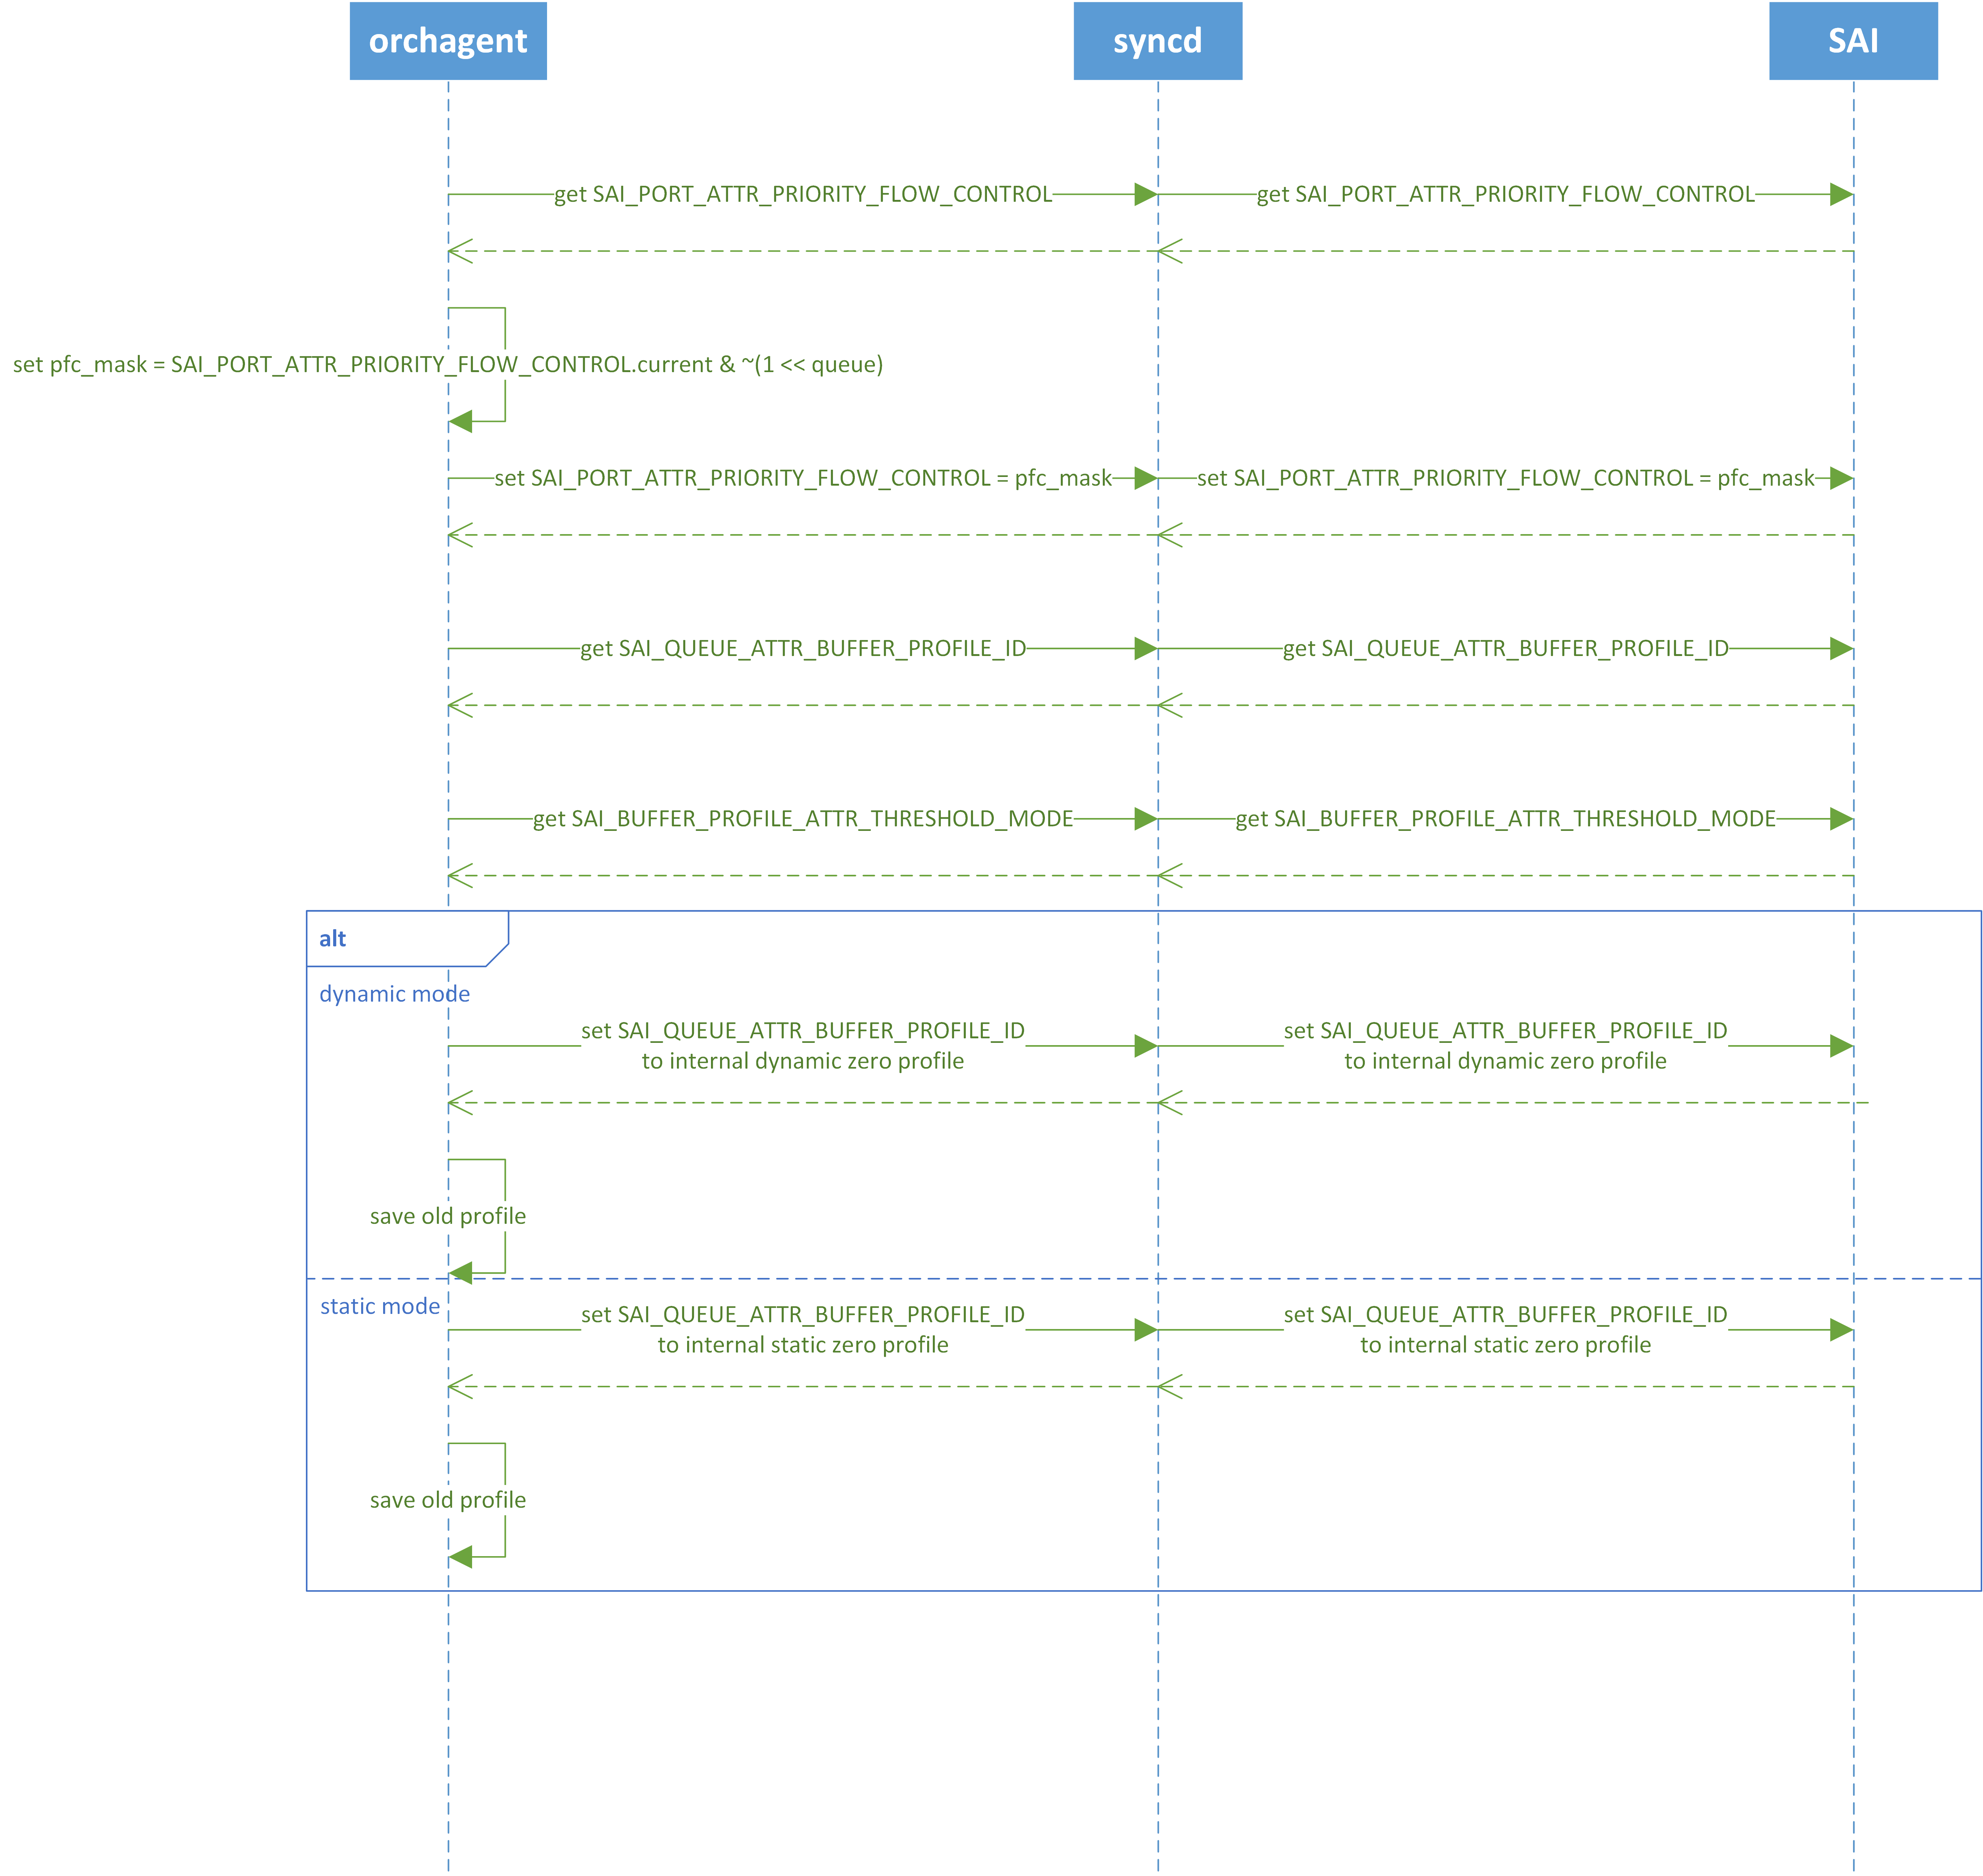 orchagent
syncd
SAI
get SAI_PORT_ATTR_PRIORITY_FLOW_CONTROL
get SAI_PORT_ATTR_PRIORITY_FLOW_CONTROL
set pfc_mask = SAI_PORT_ATTR_PRIORITY_FLOW_CONTROL.current & ~(1 << queue)
set SAI_PORT_ATTR_PRIORITY_FLOW_CONTROL = pfc_mask
set SAI_PORT_ATTR_PRIORITY_FLOW_CONTROL = pfc_mask
get SAI_QUEUE_ATTR_BUFFER_PROFILE_ID
get SAI_QUEUE_ATTR_BUFFER_PROFILE_ID
get SAI_BUFFER_PROFILE_ATTR_THRESHOLD_MODE
get SAI_BUFFER_PROFILE_ATTR_THRESHOLD_MODE
alt
dynamic mode
set SAI_QUEUE_ATTR_BUFFER_PROFILE_ID
to internal dynamic zero profile
set SAI_QUEUE_ATTR_BUFFER_PROFILE_ID
to internal dynamic zero profile
save old profile
static mode
set SAI_QUEUE_ATTR_BUFFER_PROFILE_ID
to internal static zero profile
set SAI_QUEUE_ATTR_BUFFER_PROFILE_ID
to internal static zero profile
save old profile